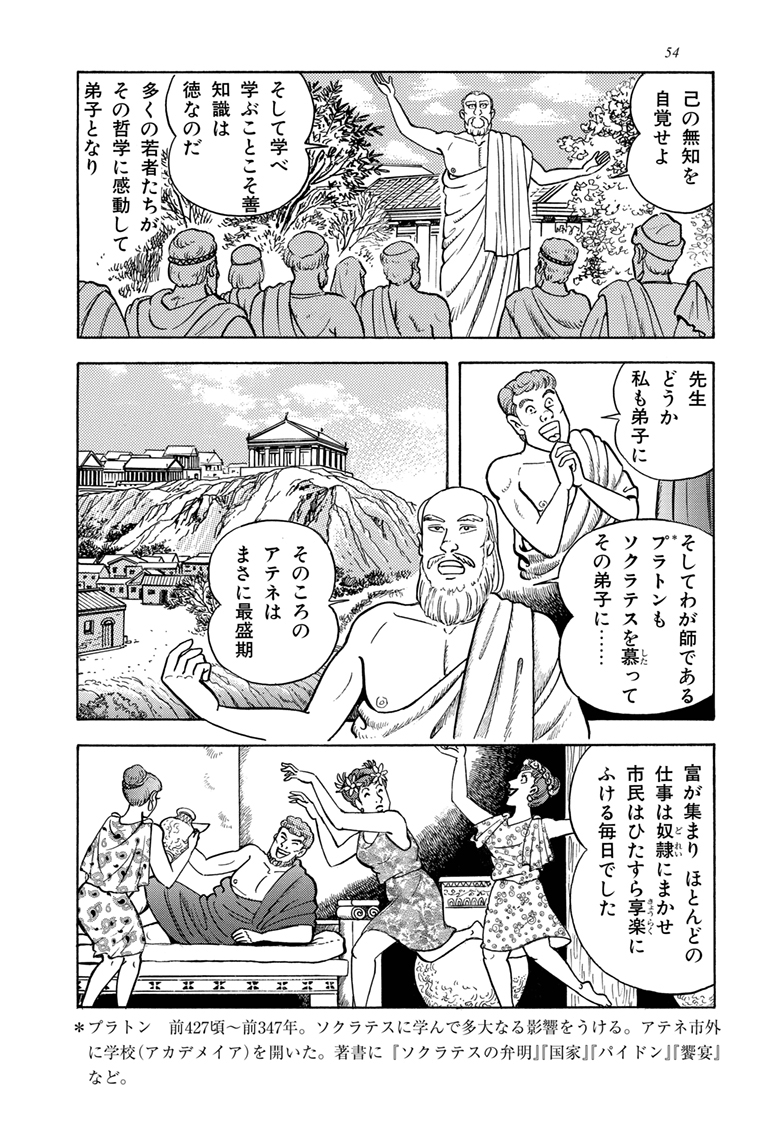 54
己の無知を
自覚せよ
そして学べ
学ぶことこそ善
知識は
徳なのだ
多くの若者たちが
その哲学に感動して
弟子となり
先生
どうか
私も弟子に
そしてわが師である
*プラトンも
ソクラテスを慕って
その弟子に……
した
そのころの
アテネは
まさに最盛期
富が集まり ほとんどの
仕事は奴隷にまかせ
どれい
市民はひたすら享楽に
きょうらく
ふける毎日でした
*プラトン 前427頃〜前347年。ソクラテスに学んで多大なる影響をうける。アテネ市外
に学校(アカデメイア)を開いた。著書に『ソクラテスの弁明』『国家』『パイドン』『饗宴』
など。